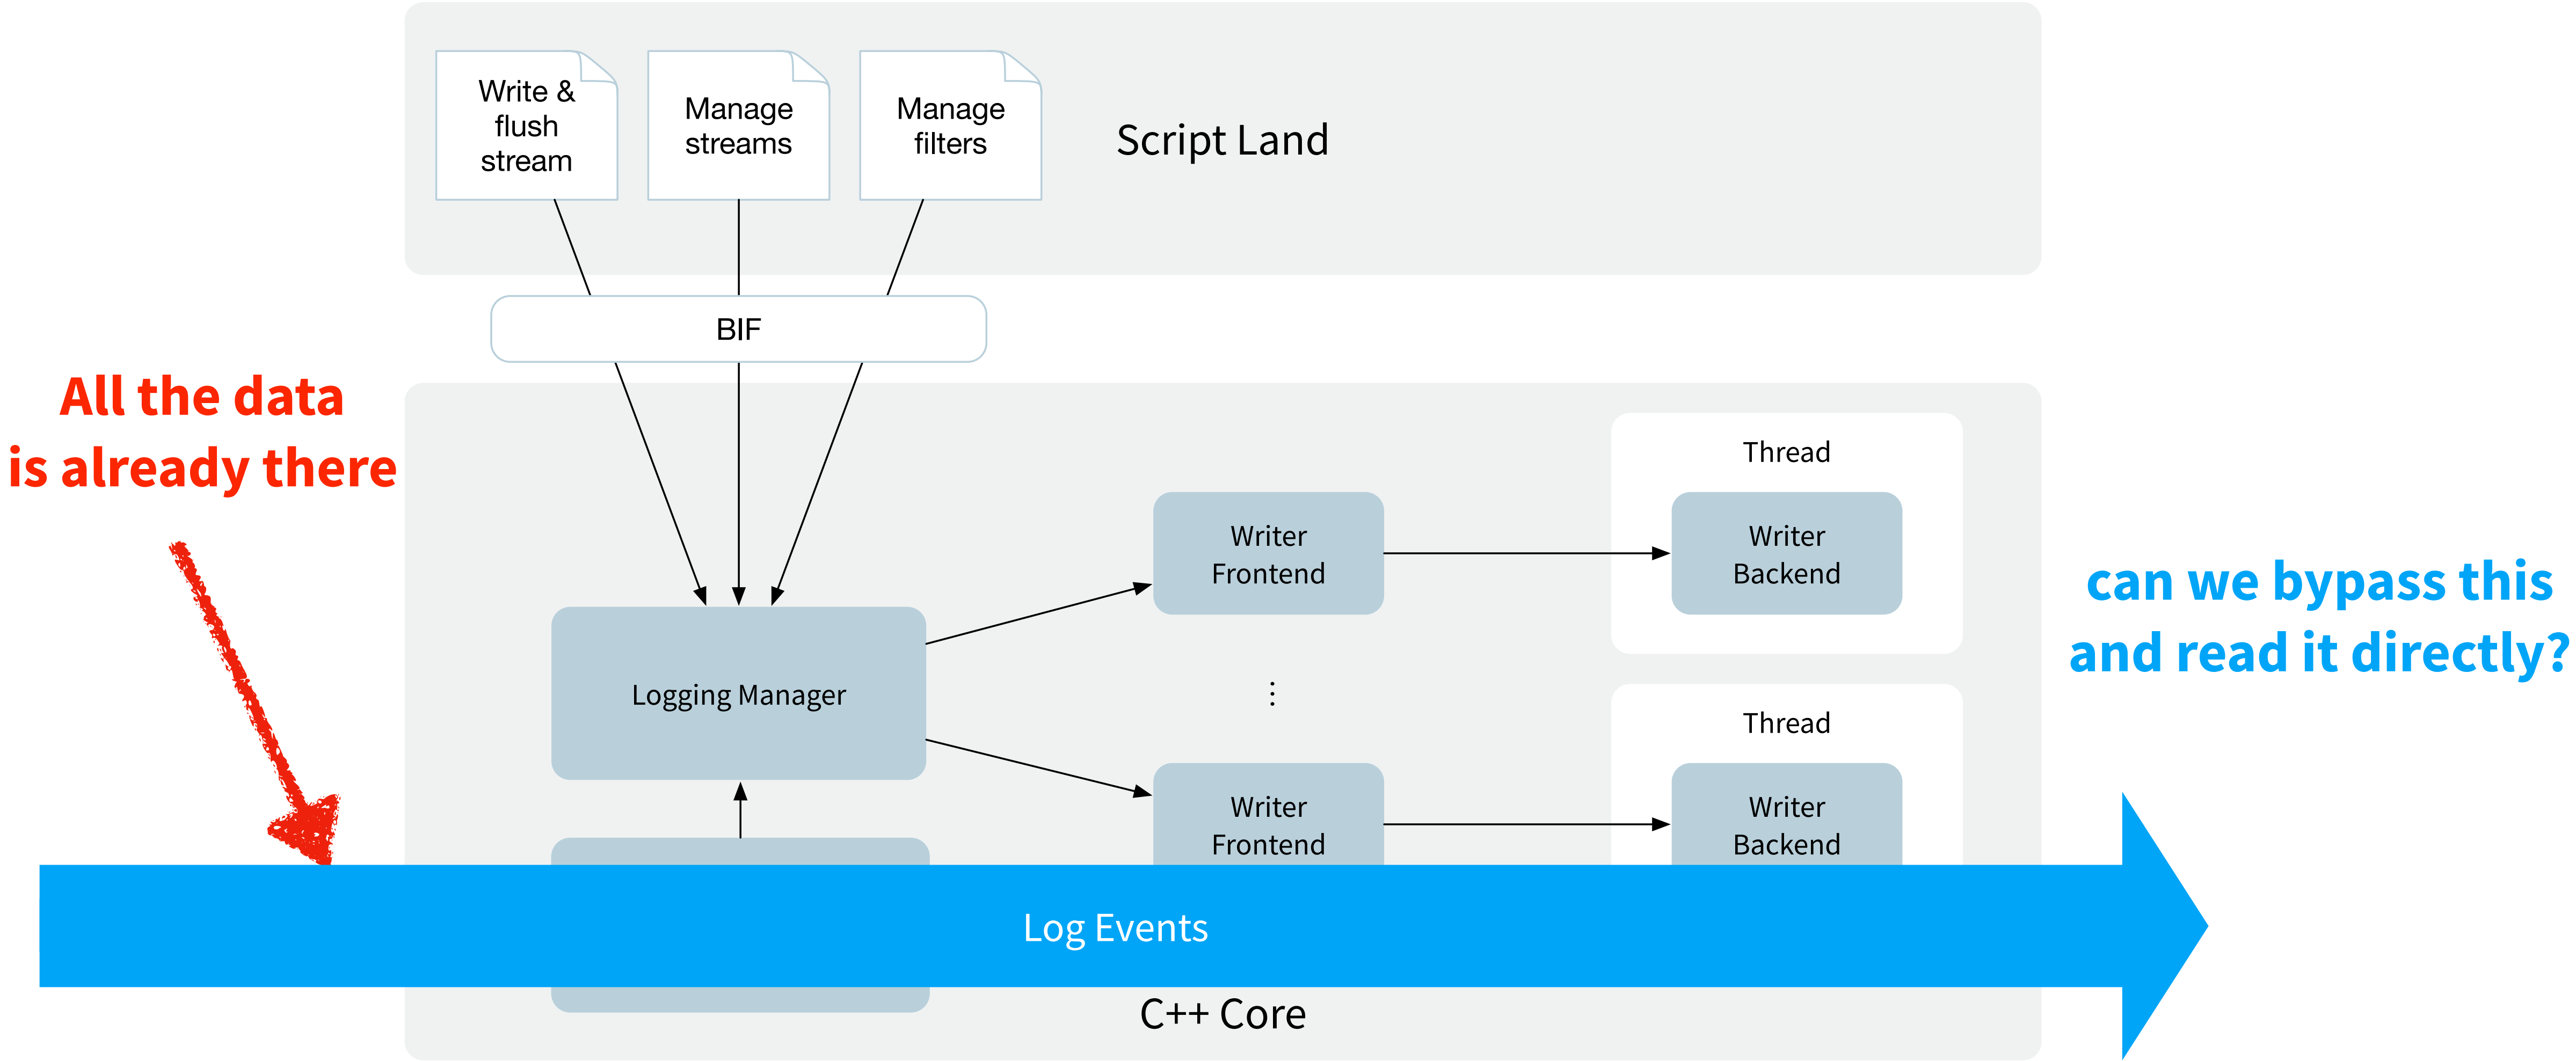 Write &
flush
stream
Manage
streams
Manage
filters
Script Land
BIF
All the data
is already there
Thread
Writer
Frontend
Writer
Backend
can we bypass this
and read it directly?
Logging Manager
⋮
Thread
Writer
Frontend
Writer
Backend
Log Events
C++ Core